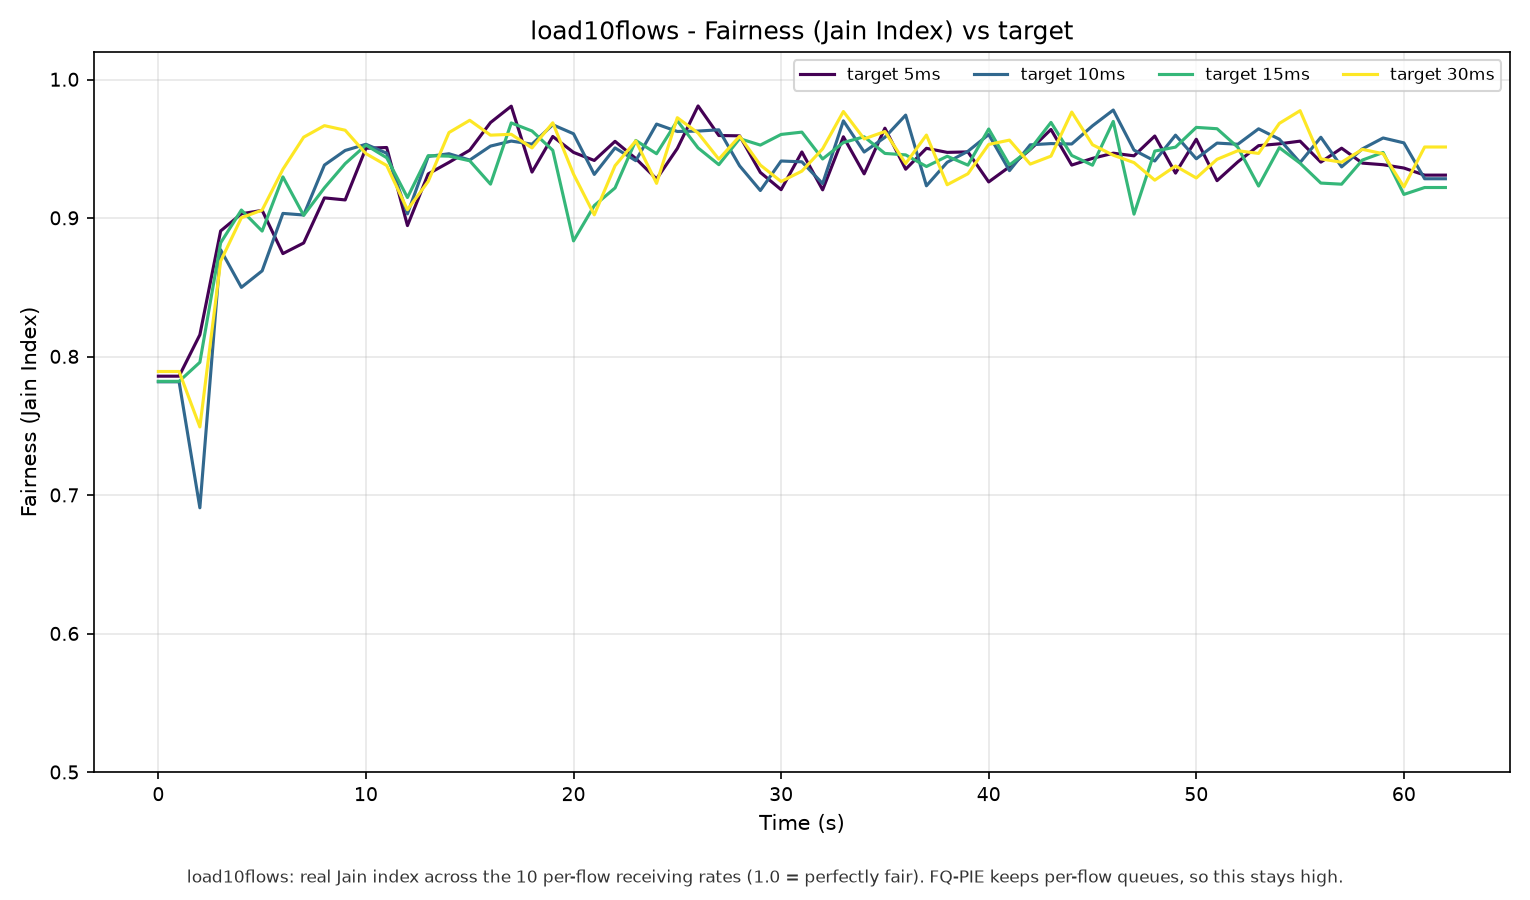 load10flows - Fairness (Jain Index) vs target
target 5ms
target 10ms
target 15ms
target 30ms
Fairness (Jain Index)
1.0
0.9
0.8
0.7
0.6
0.5
0
10
20
30
40
50
60
Time (s)
load10flows: real Jain index across the 10 per-flow receiving rates (1.0 = perfectly fair). FQ-PIE keeps per-flow queues, so this stays high.